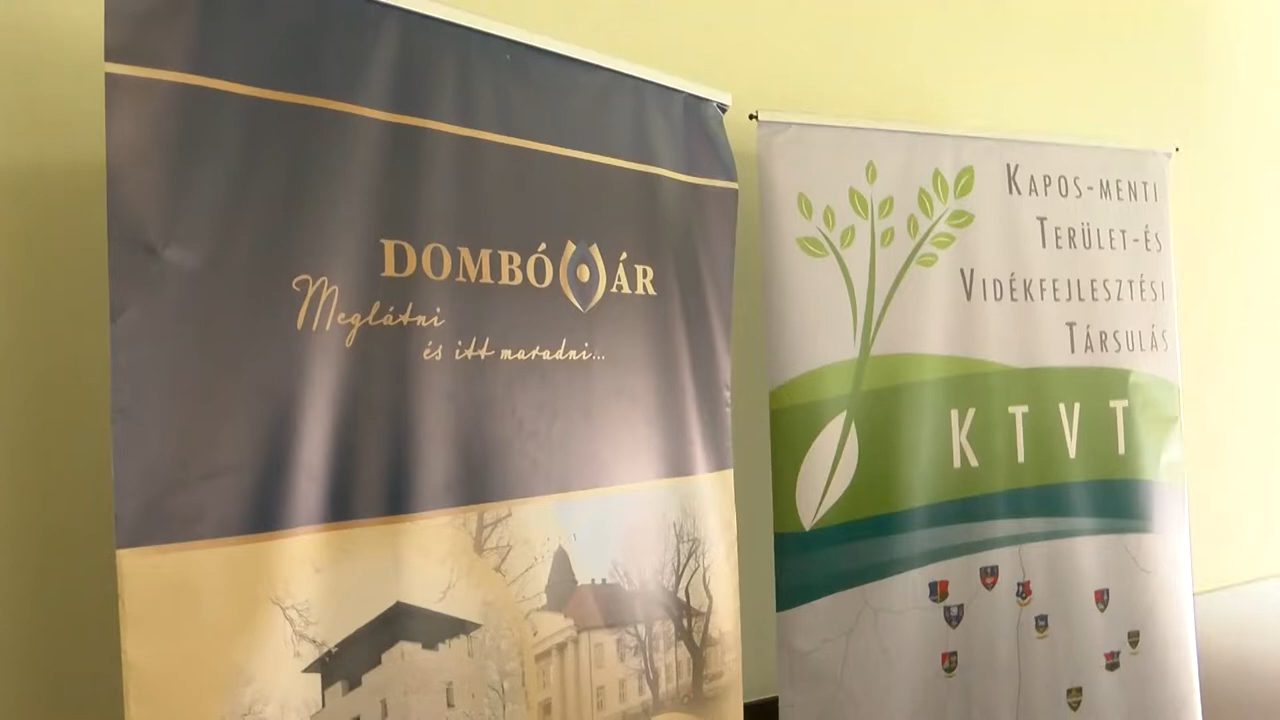 DOMBÓVÁR
Meglátni
és itt maradni...
KAPOS-MENTI
TERÜLET-ÉS
VIDÉKFEJLESZTÉSI
TÁRSULÁS
KTVT